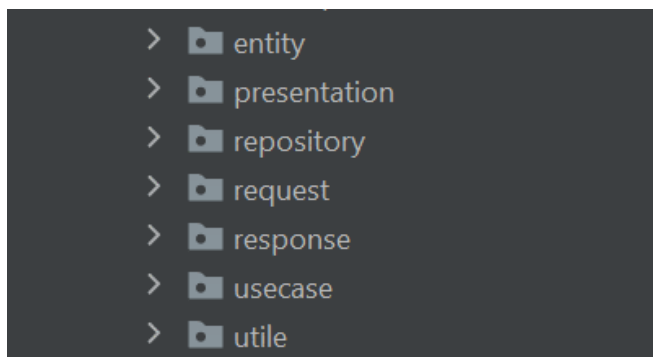 entity
presentation
repository
request
response
usecase
utile